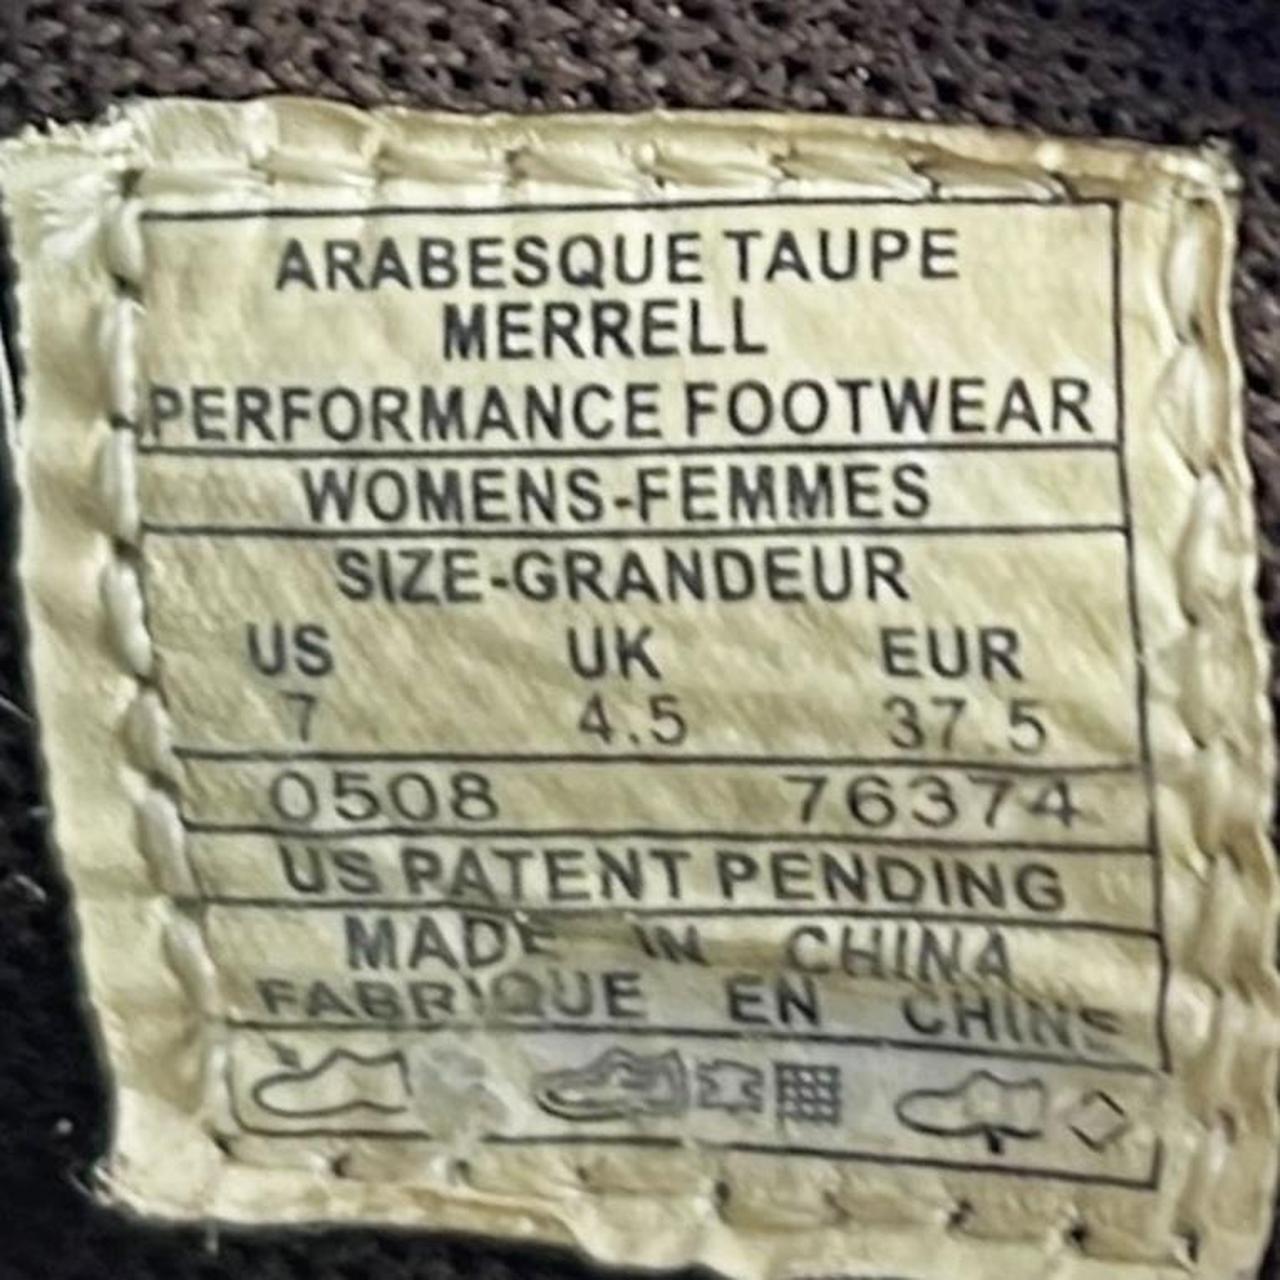 ARABESQUE TAUPE
MERRELL
PERFORMANCE FOOTWEAR
WOMENS-FEMMES
SIZE-GRANDEUR
US UK EUR
7 4.5 37.5
0508 76374
US PATENT PENDING
MADE IN CHINA
FABRIQUE EN CHINE